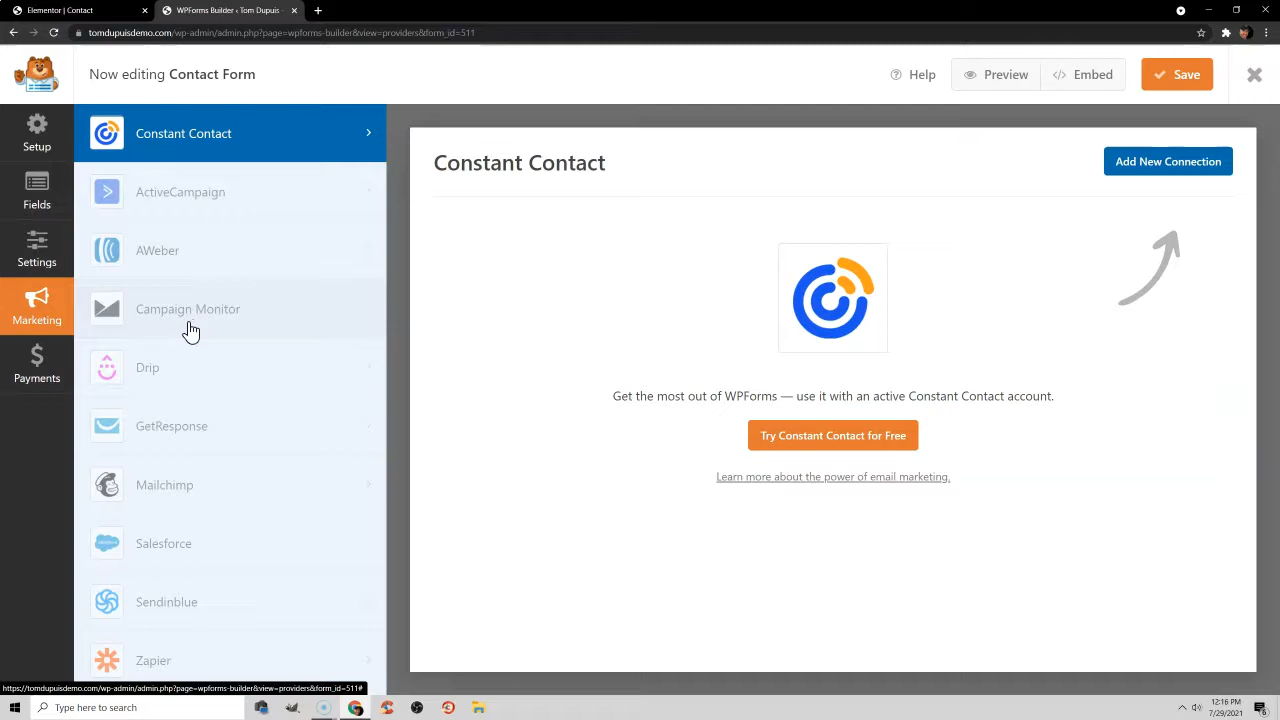 Elementor | Contact
WPForms Builder ‹ Tom Dupuis -
tomdupuisdemo.com/wp-admin/admin.php?page=wpforms-builder&view=providers&form_id=511
Now editing Contact Form
Help
Preview
Embed
Save
Setup
Fields
Settings
Marketing
Payments
Constant Contact
ActiveCampaign
AWeber
Campaign Monitor
Drip
GetResponse
Mailchimp
Salesforce
Sendinblue
Zapier
Constant Contact
Add New Connection
Get the most out of WPForms — use it with an active Constant Contact account.
Try Constant Contact for Free
Learn more about the power of email marketing.
https://tomdupuisdemo.com/wp-admin/admin.php?page=wpforms-builder&view=providers&form_id=511#
Type here to search
12:16 PM
7/29/2021